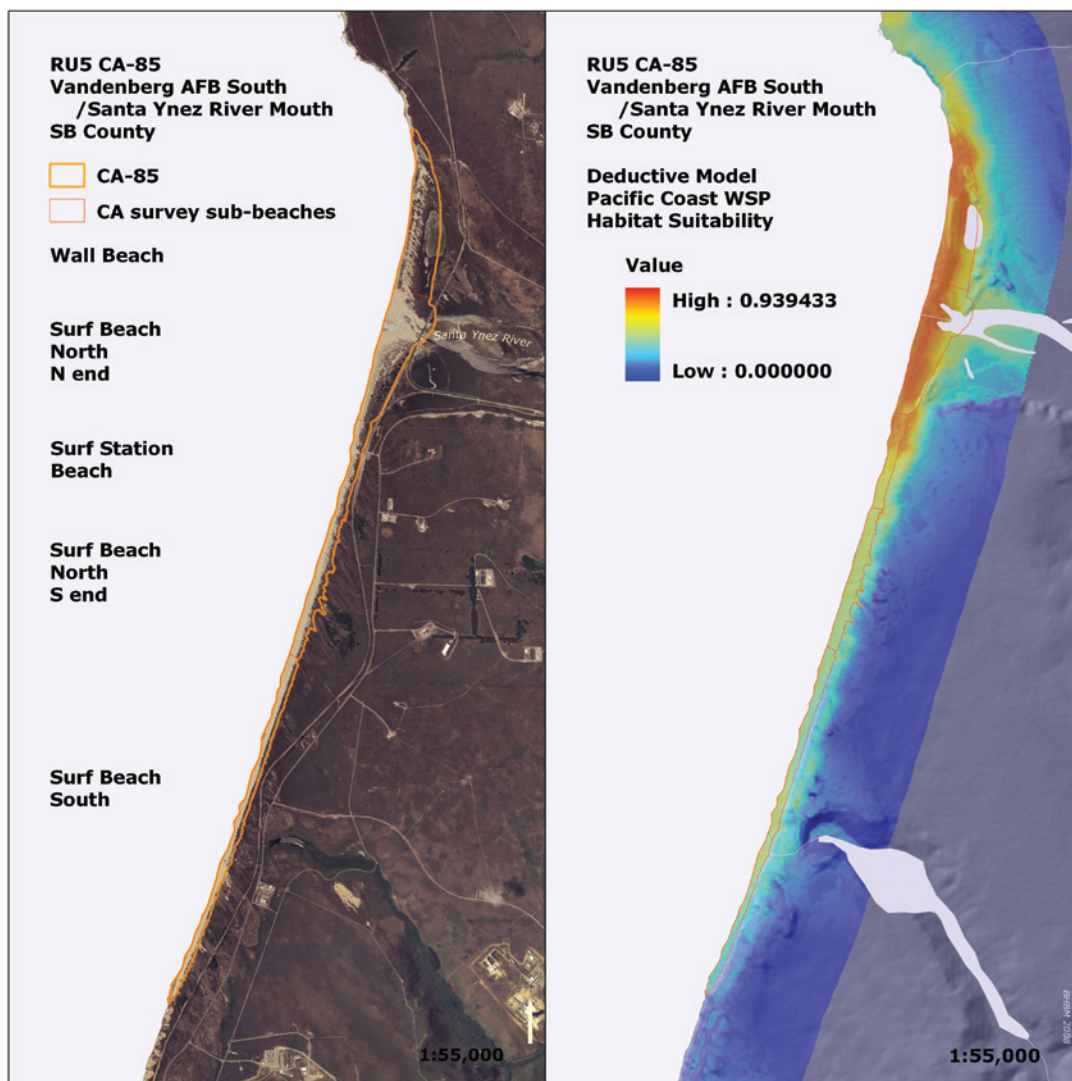 RU5 CA-85
Vandenberg AFB South
/Santa Ynez River Mouth
SB County
CA-85
CA survey sub-beaches
Wall Beach
Surf Beach
North
N end
Santa Ynez River
Surf Station
Beach
Surf Beach
North
S end
Surf Beach
South
1:55,000
RU5 CA-85
Vandenberg AFB South
/Santa Ynez River Mouth
SB County
Deductive Model
Pacific Coast WSP
Habitat Suitability
Value
High : 0.939433
Low : 0.000000
BHBM 2008
1:55,000